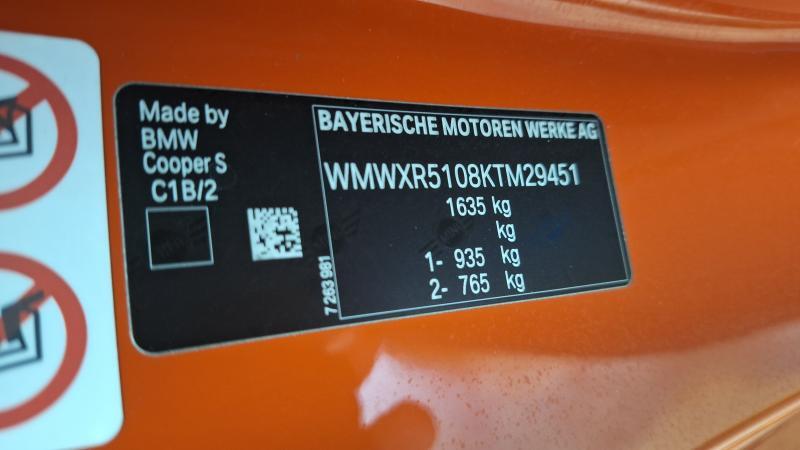 Made by
BMW
Cooper S
C1B/2
BAYERISCHE MOTOREN WERKE AG
WMWXR5108KTM29451
1635 kg
kg
1- 935 kg
2- 765 kg
7 263 981